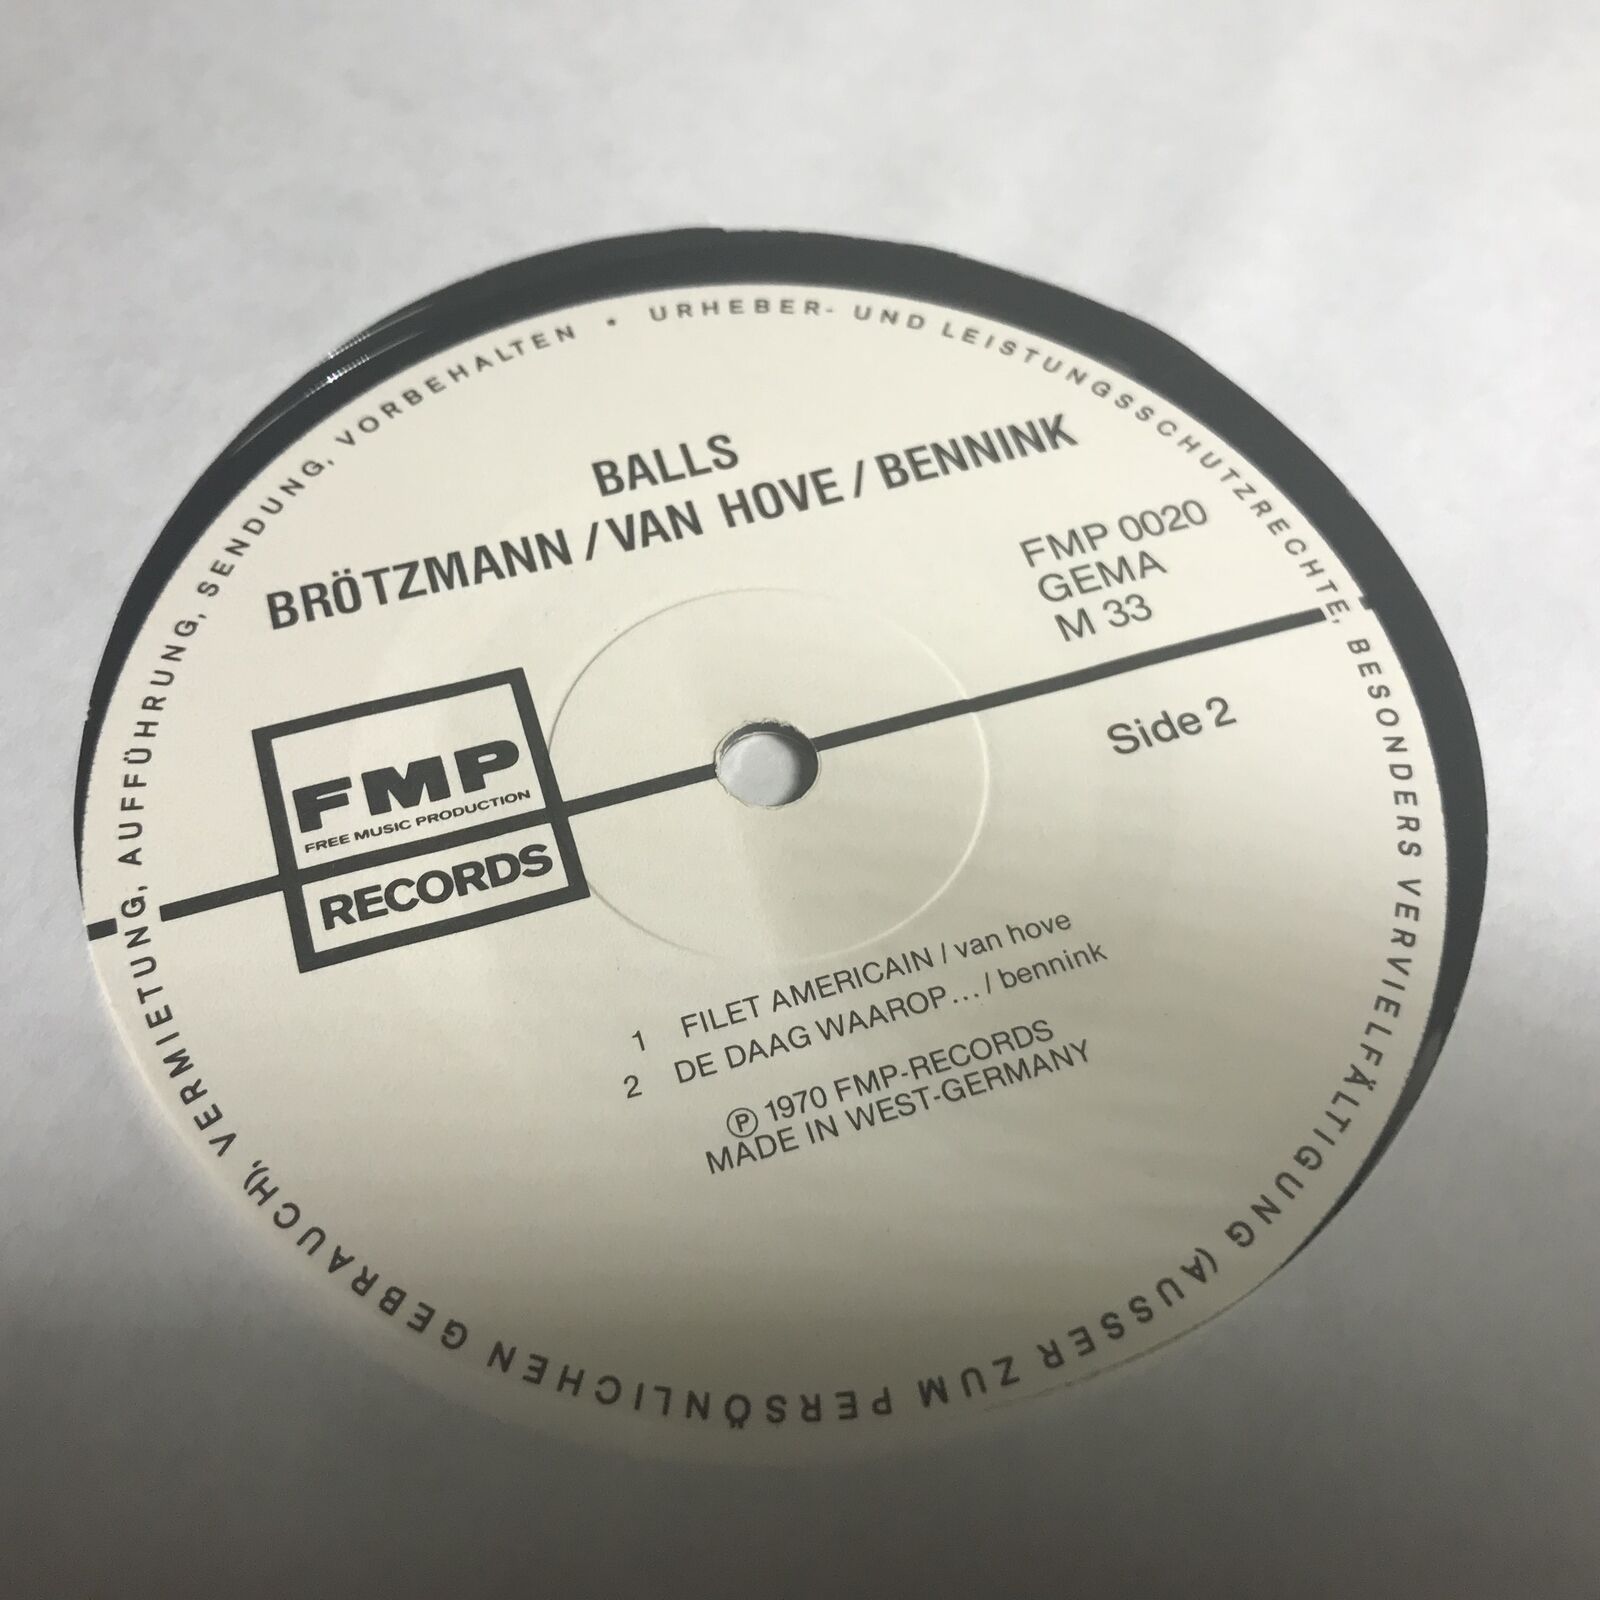 URHEBER- UND LEISTUNGSSCHUTZRECHTE, BESONDERS VERVIELFÄLTIGUNG (AUSSER ZUM PERSÖNLICHEN GEBRAUCH), VERMIETUNG, AUFFÜHRUNG, SENDUNG, VORBEHALTEN •
BALLS
BRÖTZMANN / VAN HOVE / BENNINK
FMP 0020
GEMA
M 33
Side 2
FMP
FREE MUSIC PRODUCTION
RECORDS
1 FILET AMERICAIN / van hove
2 DE DAAG WAAROP... / bennink
℗ 1970 FMP-RECORDS
MADE IN WEST-GERMANY